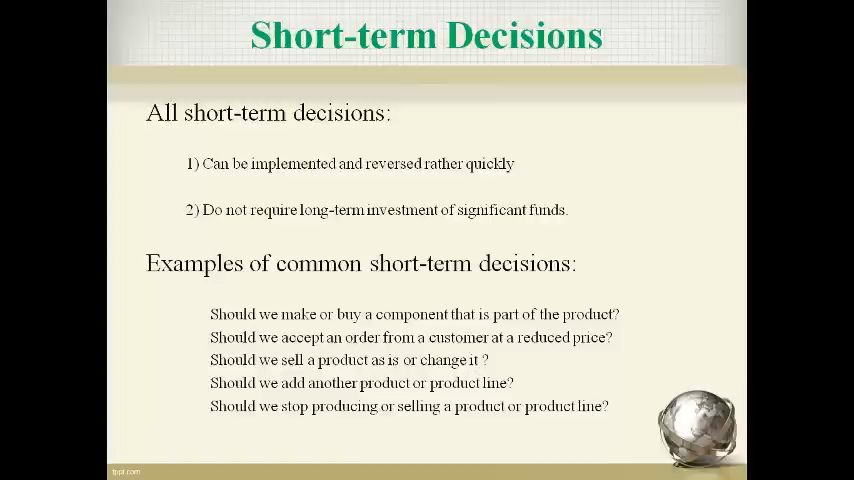 Short-term Decisions
All short-term decisions:
1) Can be implemented and reversed rather quickly
2) Do not require long-term investment of significant funds.
Examples of common short-term decisions:
Should we make or buy a component that is part of the product?
Should we accept an order from a customer at a reduced price?
Should we sell a product as is or change it ?
Should we add another product or product line?
Should we stop producing or selling a product or product line?
fppt.com